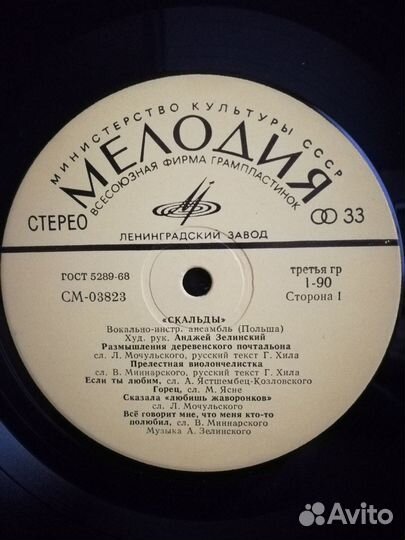 МИНИСТЕРСТВО КУЛЬТУРЫ СССР
МЕЛОДИЯ
ВСЕСОЮЗНАЯ ФИРМА ГРАМПЛАСТИНОК
СТЕРЕО
33
ЛЕНИНГРАДСКИЙ ЗАВОД
ГОСТ 5289-68
третья гр
СМ-03823
1-90
Сторона 1
«СКАЛЬДЫ»
Вокально-инстр. ансамбль (Польша)
Худ. рук. Анджей Зелинский
Размышления деревенского почтальона
сл. Л. Мочульского, русский текст Г. Хила
Прелестная виолончелистка
сл. В. Миннарского, русский текст Г. Хила
Если ты любим, сл. А. Ястшембец-Козловского
Горец, сл. М. Ясне
Сказала «любишь жаворонков»
сл. Л. Мочульского
Всё говорит мне, что меня кто-то
полюбил, сл. В. Миннарского
Музыка А. Зелинского
Avito